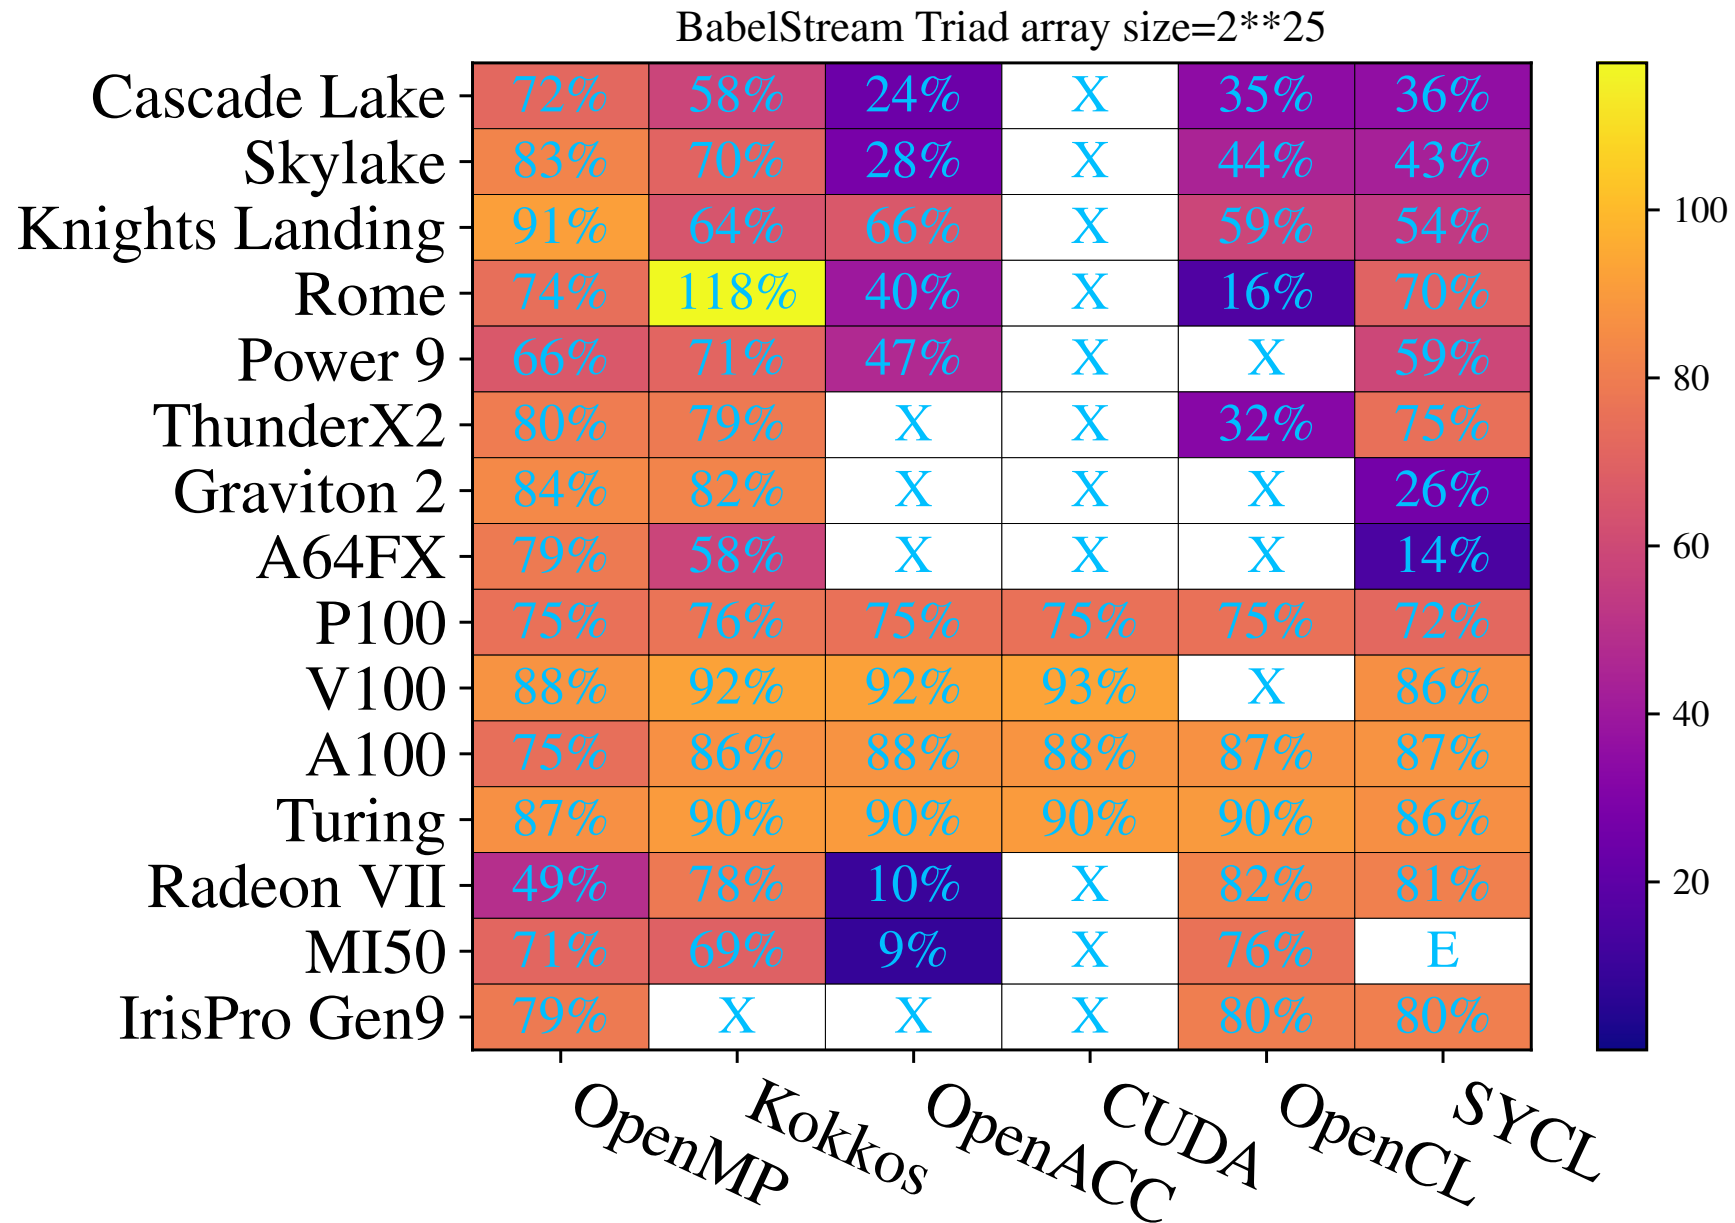 BabelStream Triad array size=2**25
Cascade Lake 72% 58% 24% X 35% 36%
Skylake 83% 70% 28% X 44% 43%
Knights Landing 91% 64% 66% X 59% 54%
Rome 74% 118% 40% X 16% 70%
Power 9 66% 71% 47% X X 59%
ThunderX2 80% 79% X X 32% 75%
Graviton 2 84% 82% X X X 26%
A64FX 79% 58% X X X 14%
P100 75% 76% 75% 75% 75% 72%
V100 88% 92% 92% 93% X 86%
A100 75% 86% 88% 88% 87% 87%
Turing 87% 90% 90% 90% 90% 86%
Radeon VII 49% 78% 10% X 82% 81%
MI50 71% 69% 9% X 76% E
IrisPro Gen9 79% X X X 80% 80%
OpenMP Kokkos OpenACC CUDA OpenCL SYCL
100
80
60
40
20